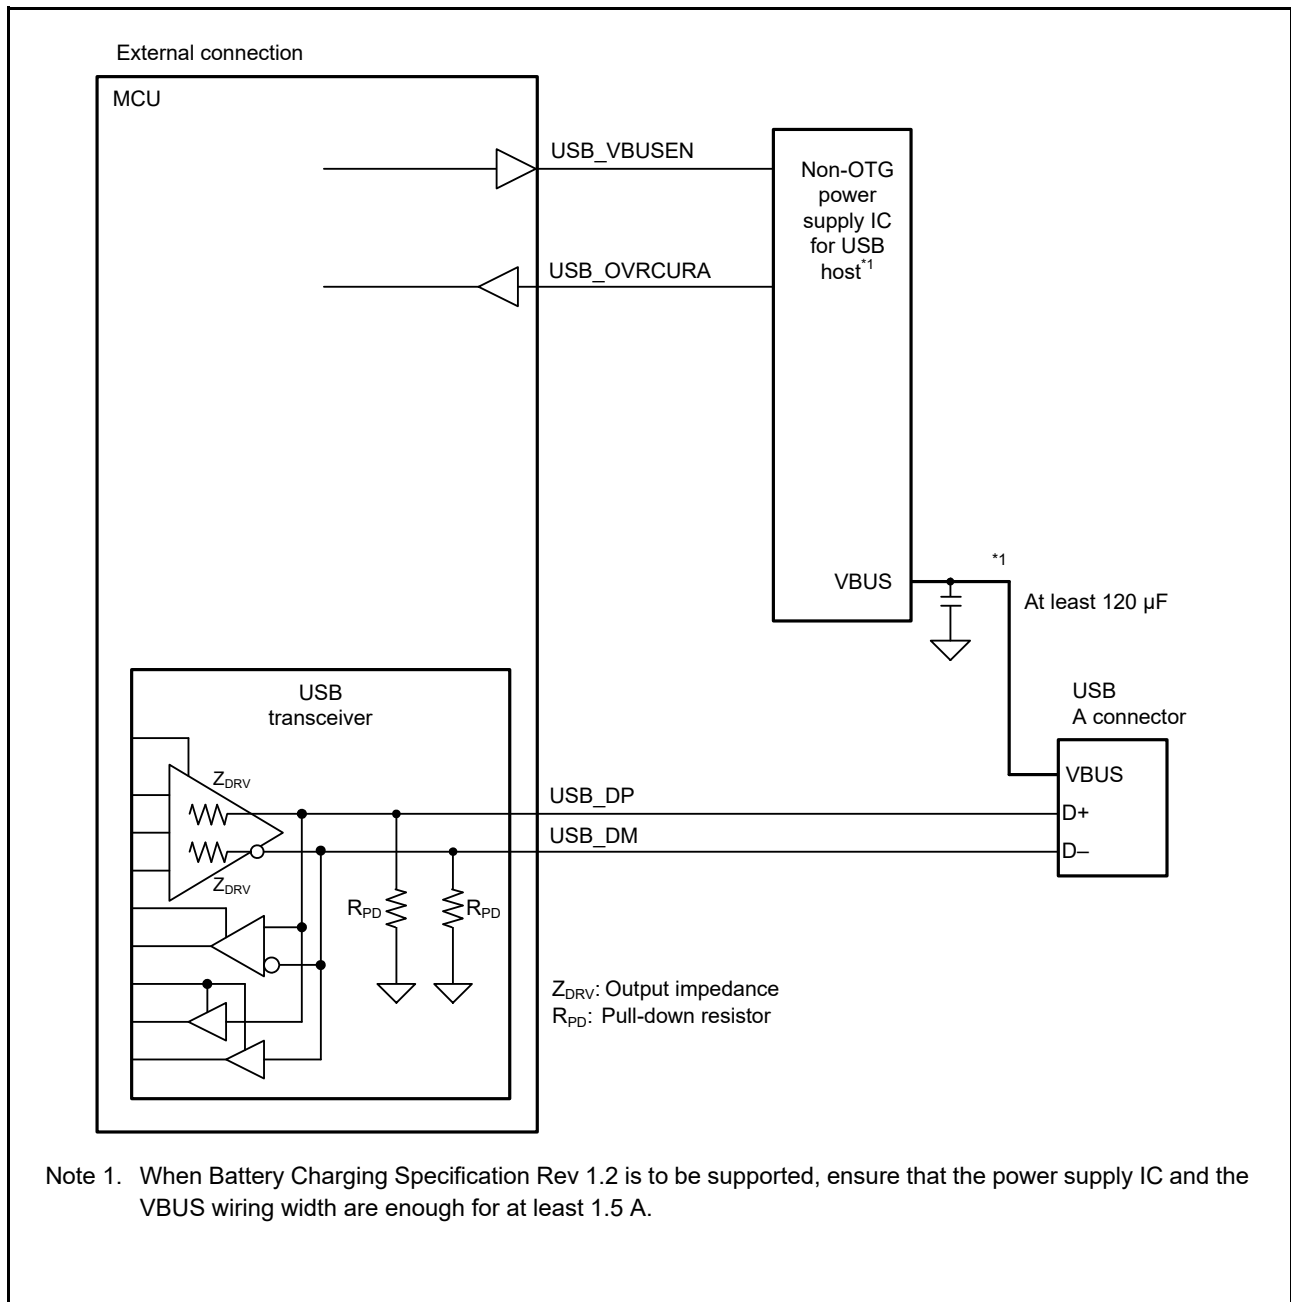 External connection
MCU
USB_VBUSEN
Non-OTG
power
supply IC
for USB
host*1
USB_OVRCURA
*1
VBUS
At least 120 µF
USB
transceiver
USB
A connector
ZDRV
VBUS
USB_DP
D+
USB_DM
D–
ZDRV
RPD
RPD
ZDRV: Output impedance
RPD: Pull-down resistor
Note 1. When Battery Charging Specification Rev 1.2 is to be supported, ensure that the power supply IC and the
VBUS wiring width are enough for at least 1.5 A.